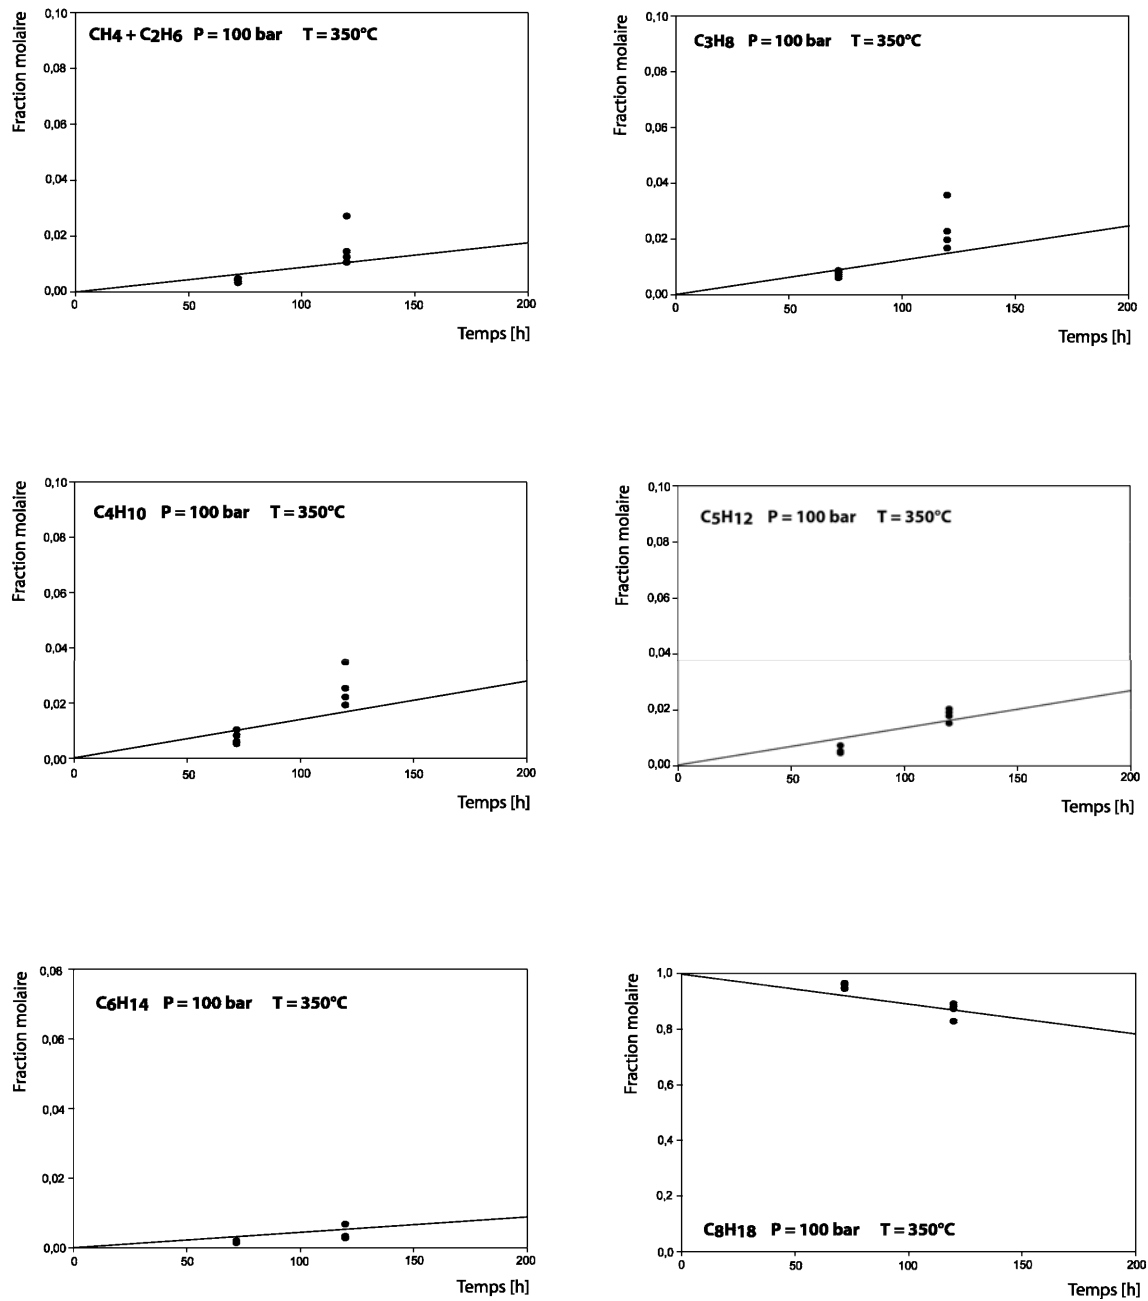 Fraction molaire
CH4 + C2H6 P = 100 bar T = 350°C
0,10
0,08
0,06
0,04
0,02
0,00
0 50 100 150 200
Temps [h]
Fraction molaire
C3H8 P = 100 bar T = 350°C
0,10
0,08
0,06
0,04
0,02
0,00
0 50 100 150 200
Temps [h]
Fraction molaire
C4H10 P = 100 bar T = 350°C
0,10
0,08
0,06
0,04
0,02
0,00
0 50 100 150 200
Temps [h]
Fraction molaire
C5H12 P = 100 bar T = 350°C
0,10
0,08
0,06
0,04
0,02
0,00
0 50 100 150 200
Temps [h]
Fraction molaire
C6H14 P = 100 bar T = 350°C
0,08
0,06
0,04
0,02
0,00
0 50 100 150 200
Temps [h]
Fraction molaire
1,0
0,8
0,6
0,4
0,2
0,0
C8H18 P = 100 bar T = 350°C
0 50 100 150 200
Temps [h]